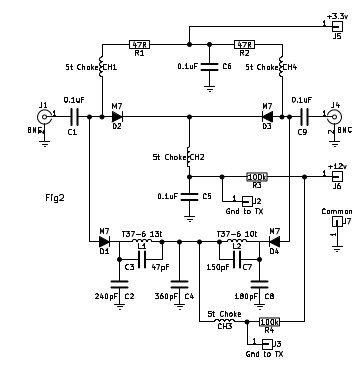 +3.3v
1
J5
470
R1
470
R2
5t Choke
CH1
0.1uF
C6
5t Choke
CH4
J1
1
BNC
2
0.1uF
C1
M7
D2
M7
D3
0.1uF
C9
J4
1
2
BNC
5t Choke
CH2
+12v
1
J6
100k
R3
0.1uF
C5
1
J2
Gnd to TX
Common
J7
1
Fig2
M7
D1
T37-6 13t
L1
T37-6 10t
L2
M7
D4
C3
47pF
150pF
C7
240pF
C2
360pF
C4
180pF
C8
5t Choke
CH3
100k
R4
1
J3
Gnd to TX